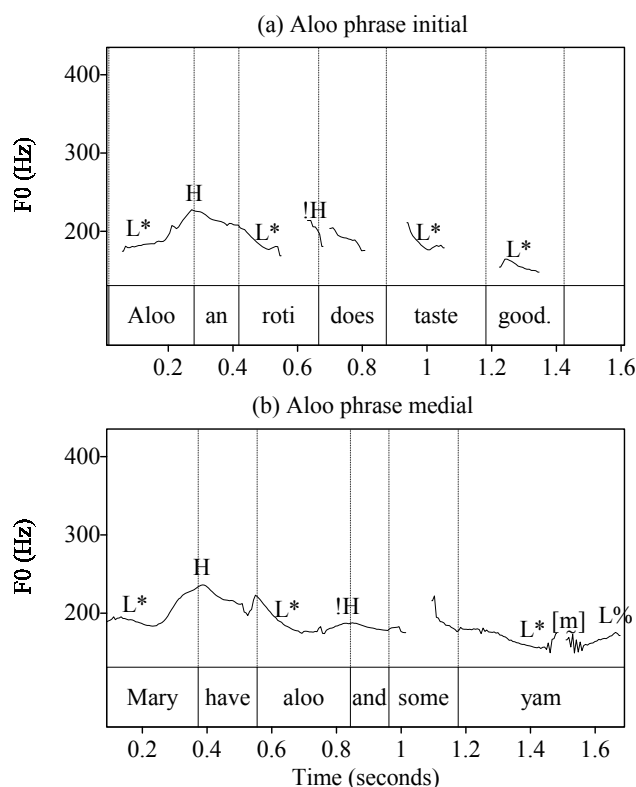 (a) Aloo phrase initial
400
300
200
F0 (Hz)
L* H L* !H L* L*
Aloo an roti does taste good.
0.2 0.4 0.6 0.8 1 1.2 1.4 1.6
(b) Aloo phrase medial
400
300
200
F0 (Hz)
L* H L* !H L* [m] L%
Mary have aloo and some yam
0.2 0.4 0.6 0.8 1 1.2 1.4 1.6
Time (seconds)